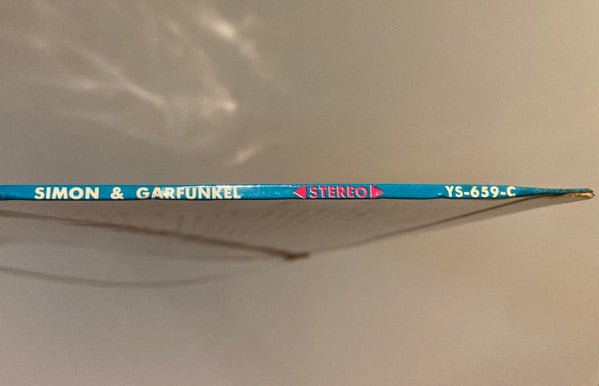 SIMON & GARFUNKEL STEREO YS-659-C